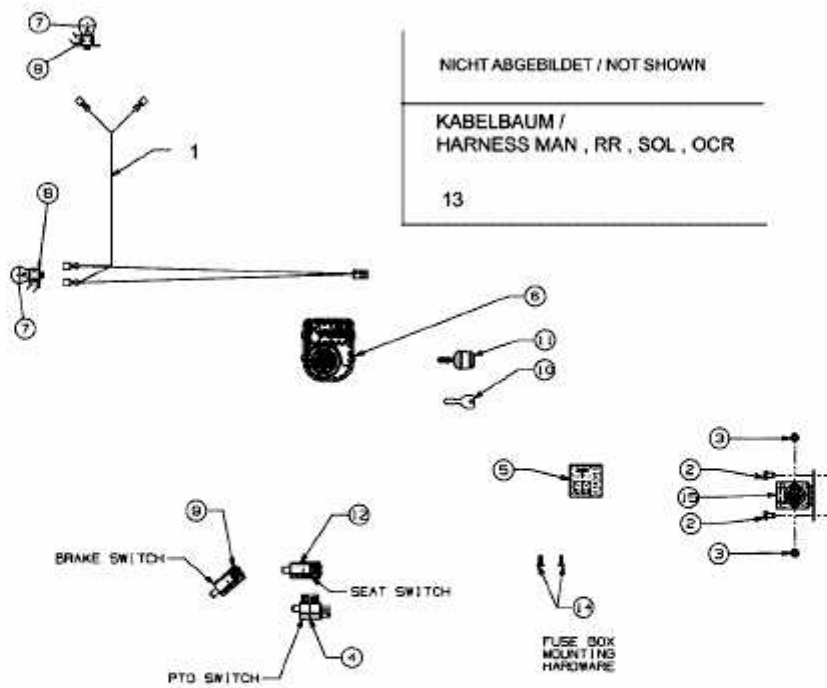 7
8
NICHT ABGEBILDET / NOT SHOWN
KABELBAUM /
HARNESS MAN , RR , SOL , OCR
13
1
8
7
6
11
10
3
5
2
15
2
3
9
12
BRAKE SWITCH
SEAT SWITCH
14
4
PTO SWITCH
FUSE BOX
MOUNTING
HARDWARE